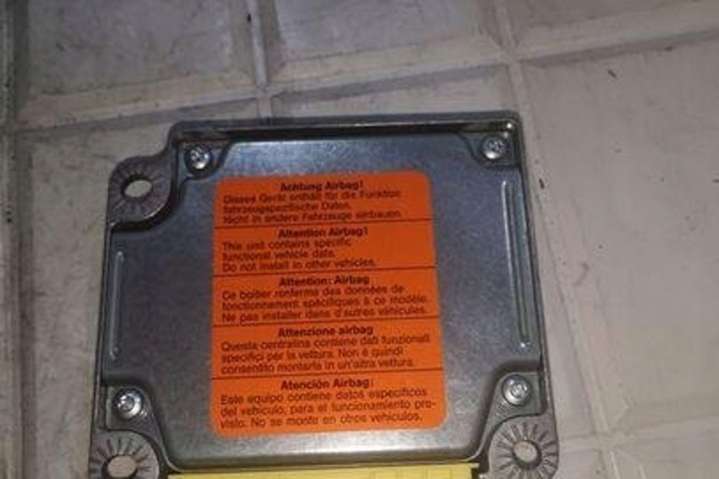 Achtung Airbag!
Dieses Gerät enthält für die Funktion
fahrzeugspezifische Daten.
Nicht in andere Fahrzeuge einbauen.
Attention Airbag!
This unit contains specific
functional vehicle data.
Do not install in other vehicles.
Attention: Airbag
Ce boîtier renferme des données de
fonctionnement spécifiques à ce modèle.
Ne pas installer dans d'autres véhicules.
Attenzione airbag
Questa centralina contiene dati funzionali
specifici per la vettura. Non è quindi
consentito montarla in un'altra vettura.
Atención Airbag:
Este equipo contiene datos específicos
del vehículo, para el funcionamiento pro-
visto. No se monte en otros vehículos.